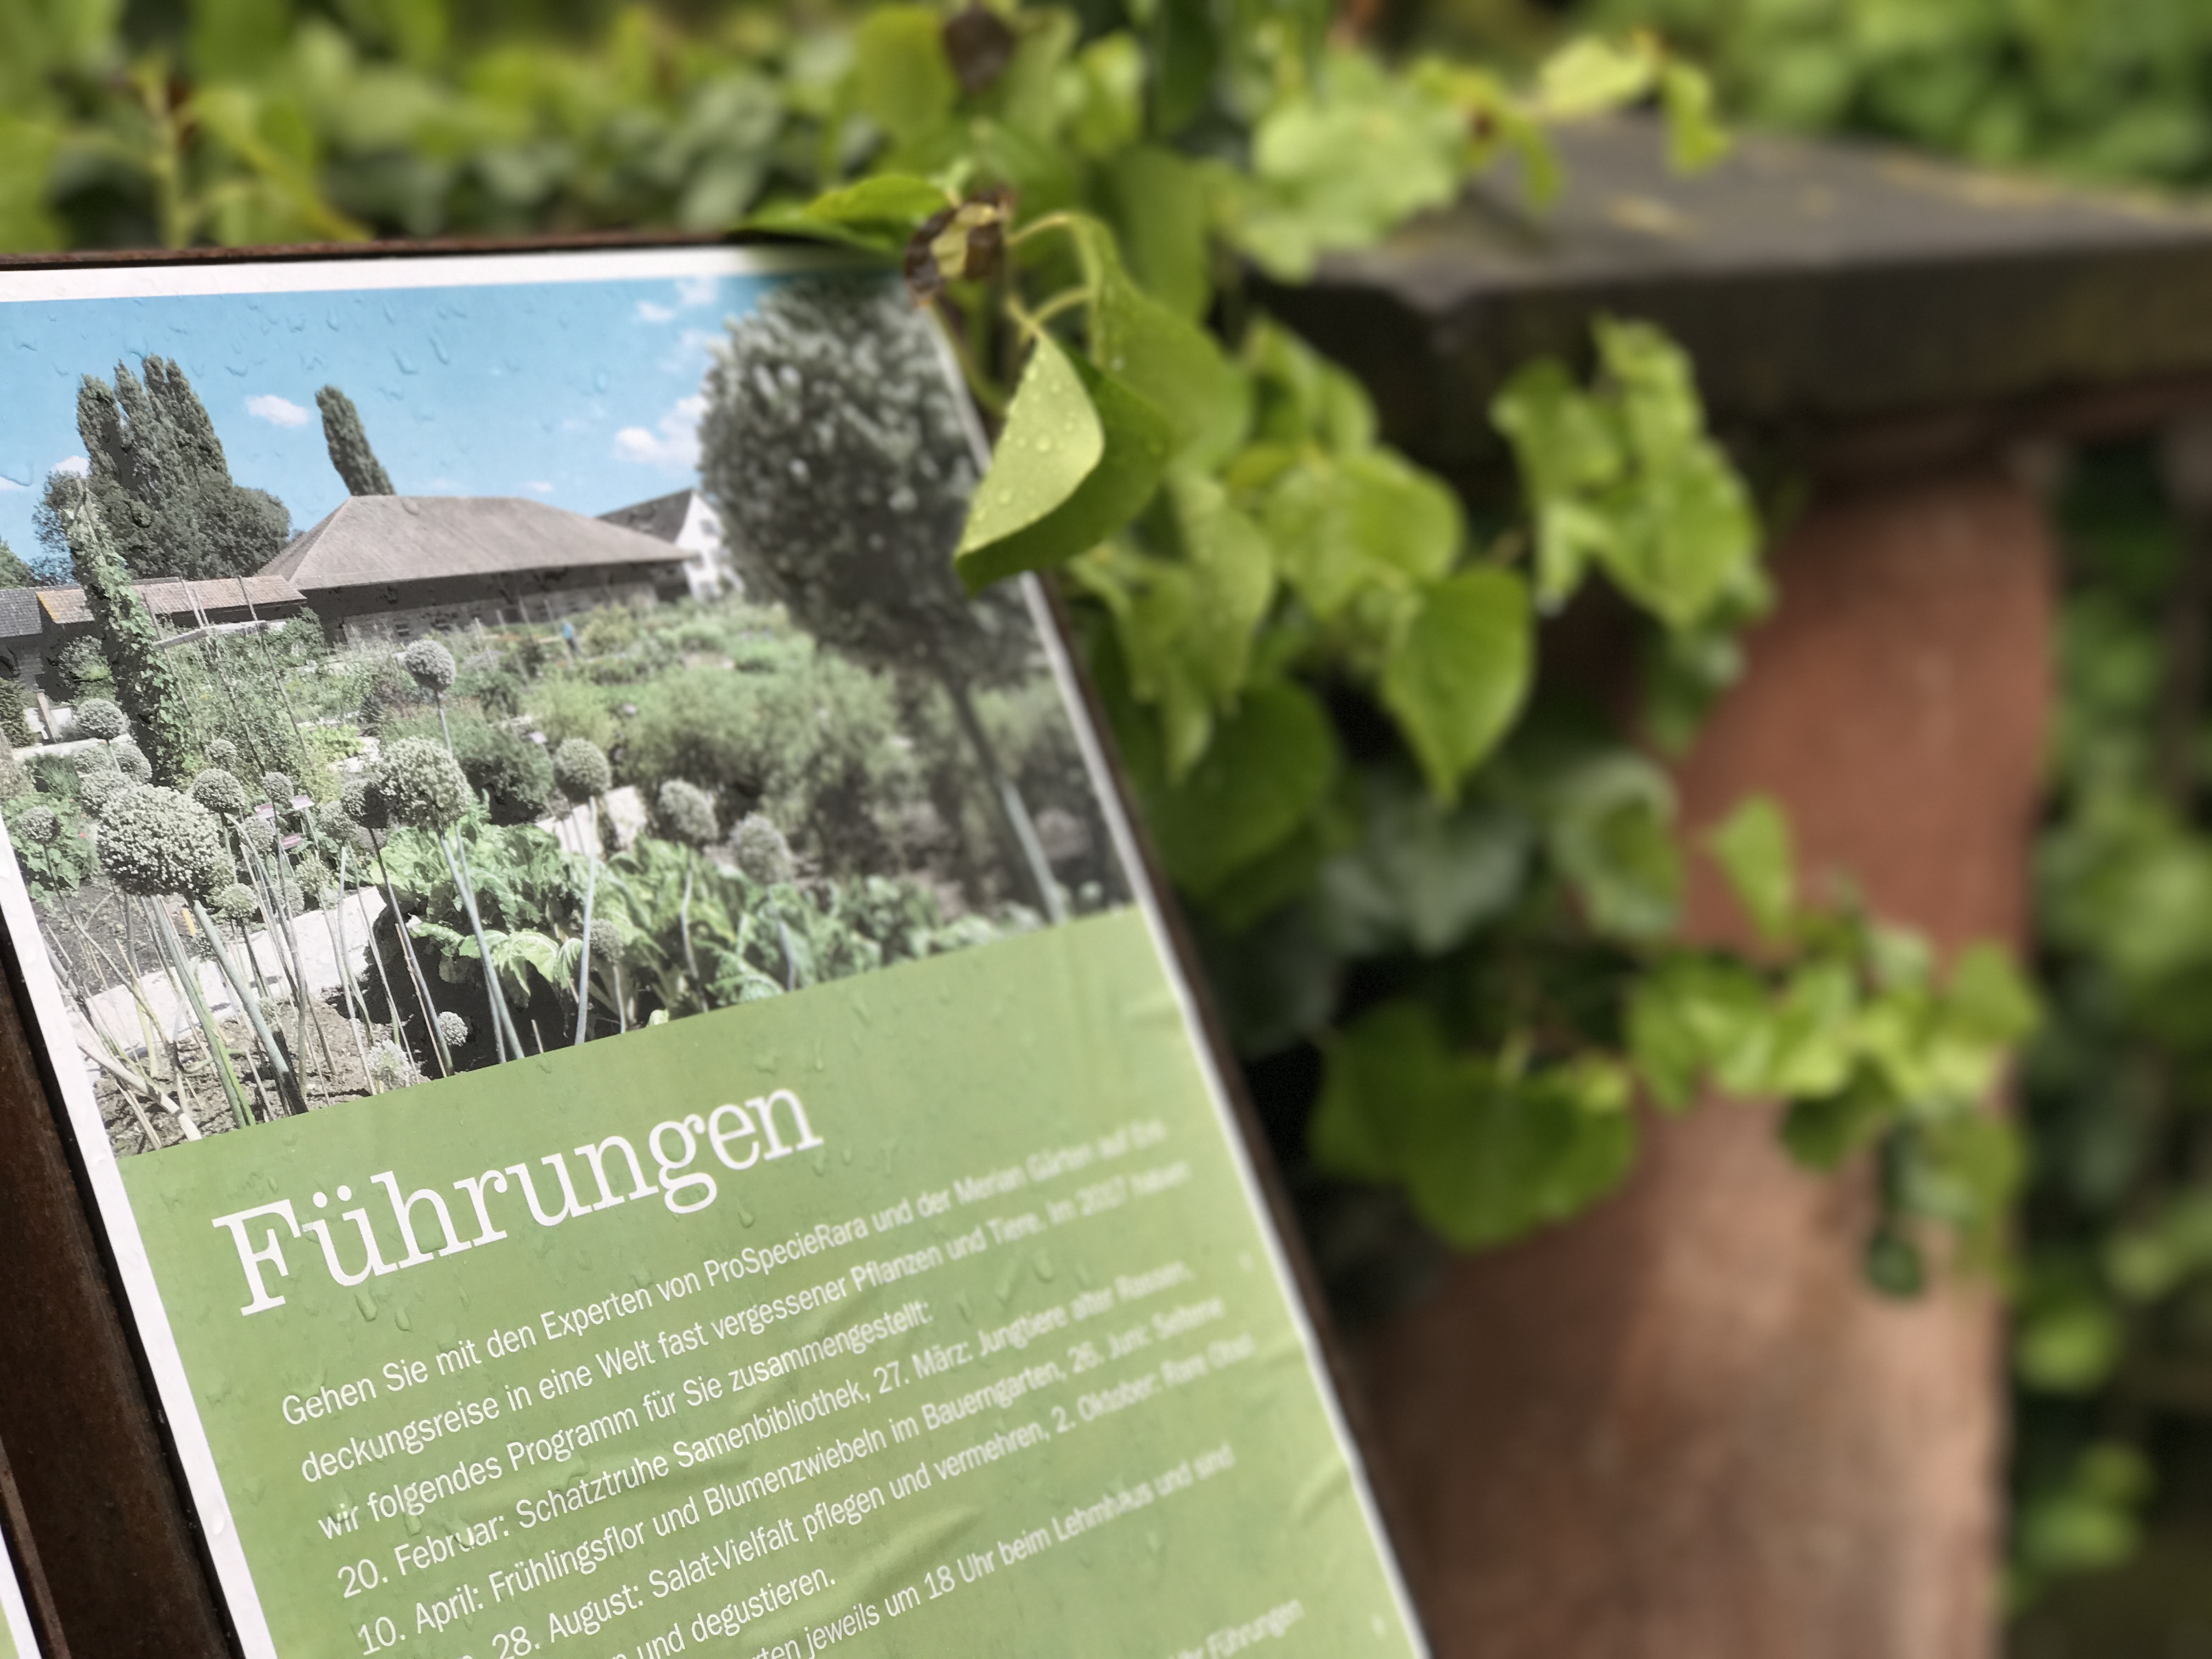 Führungen
Gehen Sie mit den Experten von ProSpecieRara und der Merian Gärten auf Ent-
deckungsreise in eine Welt fast vergessener Pflanzen und Tiere. Im 2017 haben
wir folgendes Programm für Sie zusammengestellt:
20. Februar: Schatztruhe Samenbibliothek, 27. März: Jungtiere alter Rassen,
10. April: Frühlingsflor und Blumenzwiebeln im Bauerngarten, 26. Juni: Seltene
28. August: Salat-Vielfalt pflegen und vermehren, 2. Oktober: Rare Obst
und degustieren.
jeweils um 18 Uhr beim Lehmhaus und sind
Führungen